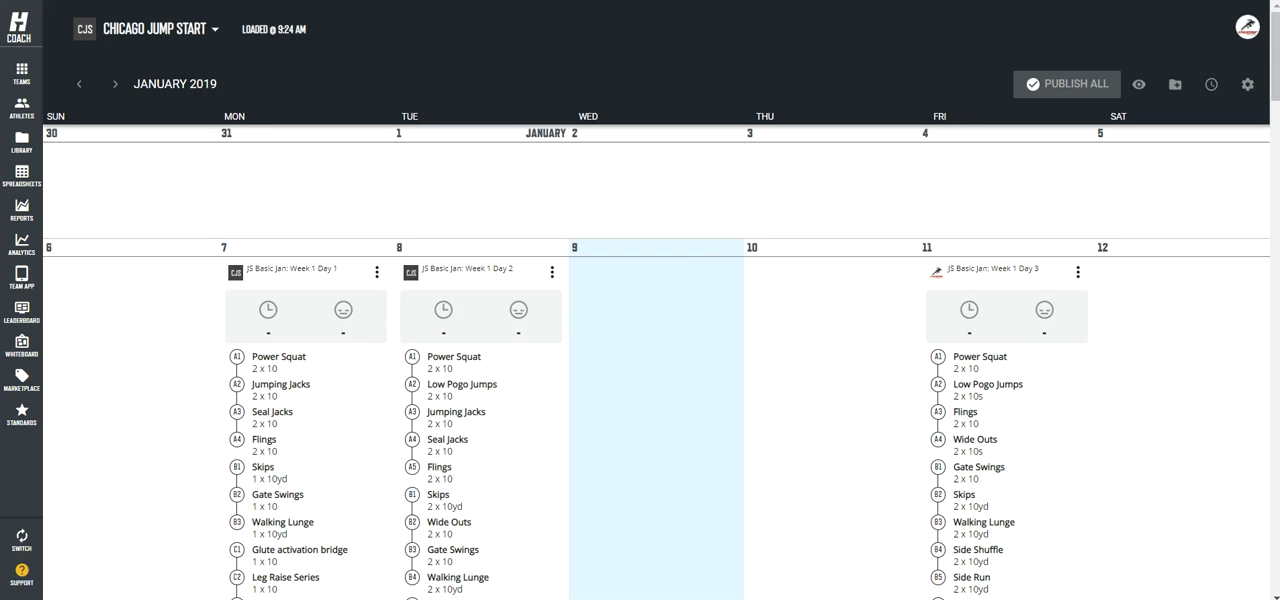 H
COACH
CJS CHICAGO JUMP START LOADED @ 9:24 AM
TEAMS
ATHLETES
LIBRARY
SPREADSHEETS
REPORTS
ANALYTICS
TEAM APP
LEADERBOARD
WHITEBOARD
MARKETPLACE
STANDARDS
SWITCH
?
SUPPORT
JANUARY 2019 PUBLISH ALL
SUN MON TUE WED THU FRI SAT
30 31 1 JANUARY 2 3 4 5
6 7 8 9 10 11 12
CJS JS Basic Jan: Week 1 Day 1
- -
A1 Power Squat
2 x 10
A2 Jumping Jacks
2 x 10
A3 Seal Jacks
2 x 10
A4 Flings
2 x 10
B1 Skips
1 x 10yd
B2 Gate Swings
1 x 10
B3 Walking Lunge
1 x 10yd
C1 Glute activation bridge
1 x 10
C2 Leg Raise Series
1 x 10
CJS JS Basic Jan: Week 1 Day 2
- -
A1 Power Squat
2 x 10
A2 Low Pogo Jumps
2 x 10
A3 Jumping Jacks
2 x 10
A4 Seal Jacks
2 x 10
A5 Flings
2 x 10
B1 Skips
2 x 10yd
B2 Wide Outs
2 x 10
B3 Gate Swings
2 x 10
B4 Walking Lunge
2 x 10yd
JS Basic Jan: Week 1 Day 3
- -
A1 Power Squat
2 x 10
A2 Low Pogo Jumps
2 x 10s
A3 Flings
2 x 10
A4 Wide Outs
2 x 10s
B1 Gate Swings
2 x 10
B2 Skips
2 x 10yd
B3 Walking Lunge
2 x 10yd
B4 Side Shuffle
2 x 10yd
B5 Side Run
2 x 10yd